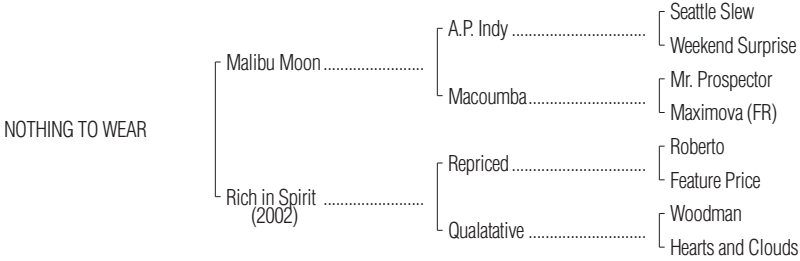 Seattle Slew
A.P. Indy ..............................
Weekend Surprise
Malibu Moon .......................
Mr. Prospector
Macoumba..........................
Maximova (FR)
NOTHING TO WEAR
Roberto
Repriced ..............................
Feature Price
Rich in Spirit .......................
(2002)
Woodman
Qualatative ..........................
Hearts and Clouds